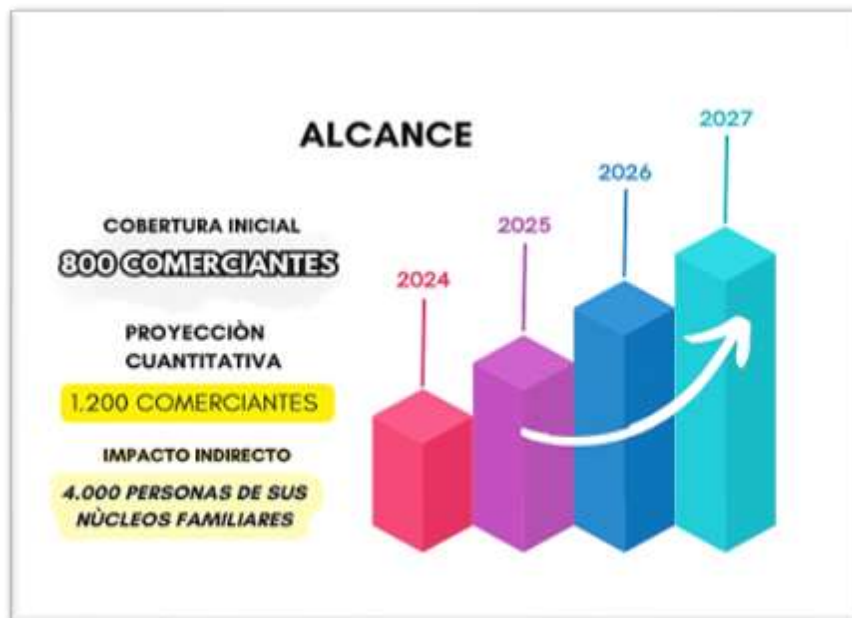 ALCANCE
COBERTURA INICIAL
800 COMERCIANTES
PROYECCIÒN
CUANTITATIVA
1.200 COMERCIANTES
IMPACTO INDIRECTO
4.000 PERSONAS DE SUS
NÙCLEOS FAMILIARES
2024
2025
2026
2027